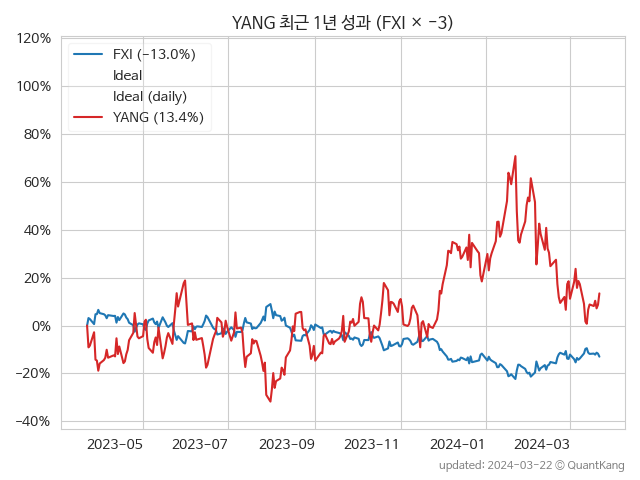 YANG 최근 1년 성과 (FXI × −3)
120%
100%
80%
60%
40%
20%
0%
−20%
−40%
FXI (−13.0%)
Ideal
Ideal (daily)
YANG (13.4%)
2023-05 2023-07 2023-09 2023-11 2024-01 2024-03
updated: 2024-03-22 © QuantKang